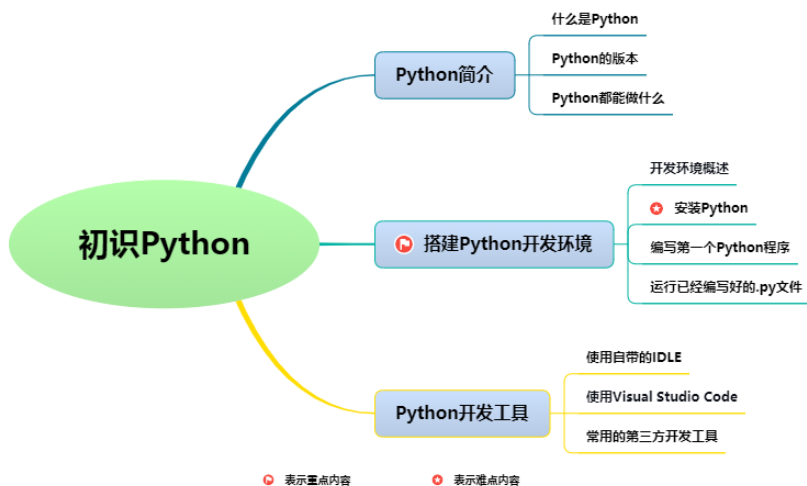 初识Python
Python简介
什么是Python
Python的版本
Python都能做什么
搭建Python开发环境
开发环境概述
安装Python
编写第一个Python程序
运行已经编写好的.py文件
Python开发工具
使用自带的IDLE
使用Visual Studio Code
常用的第三方开发工具
表示重点内容
表示难点内容